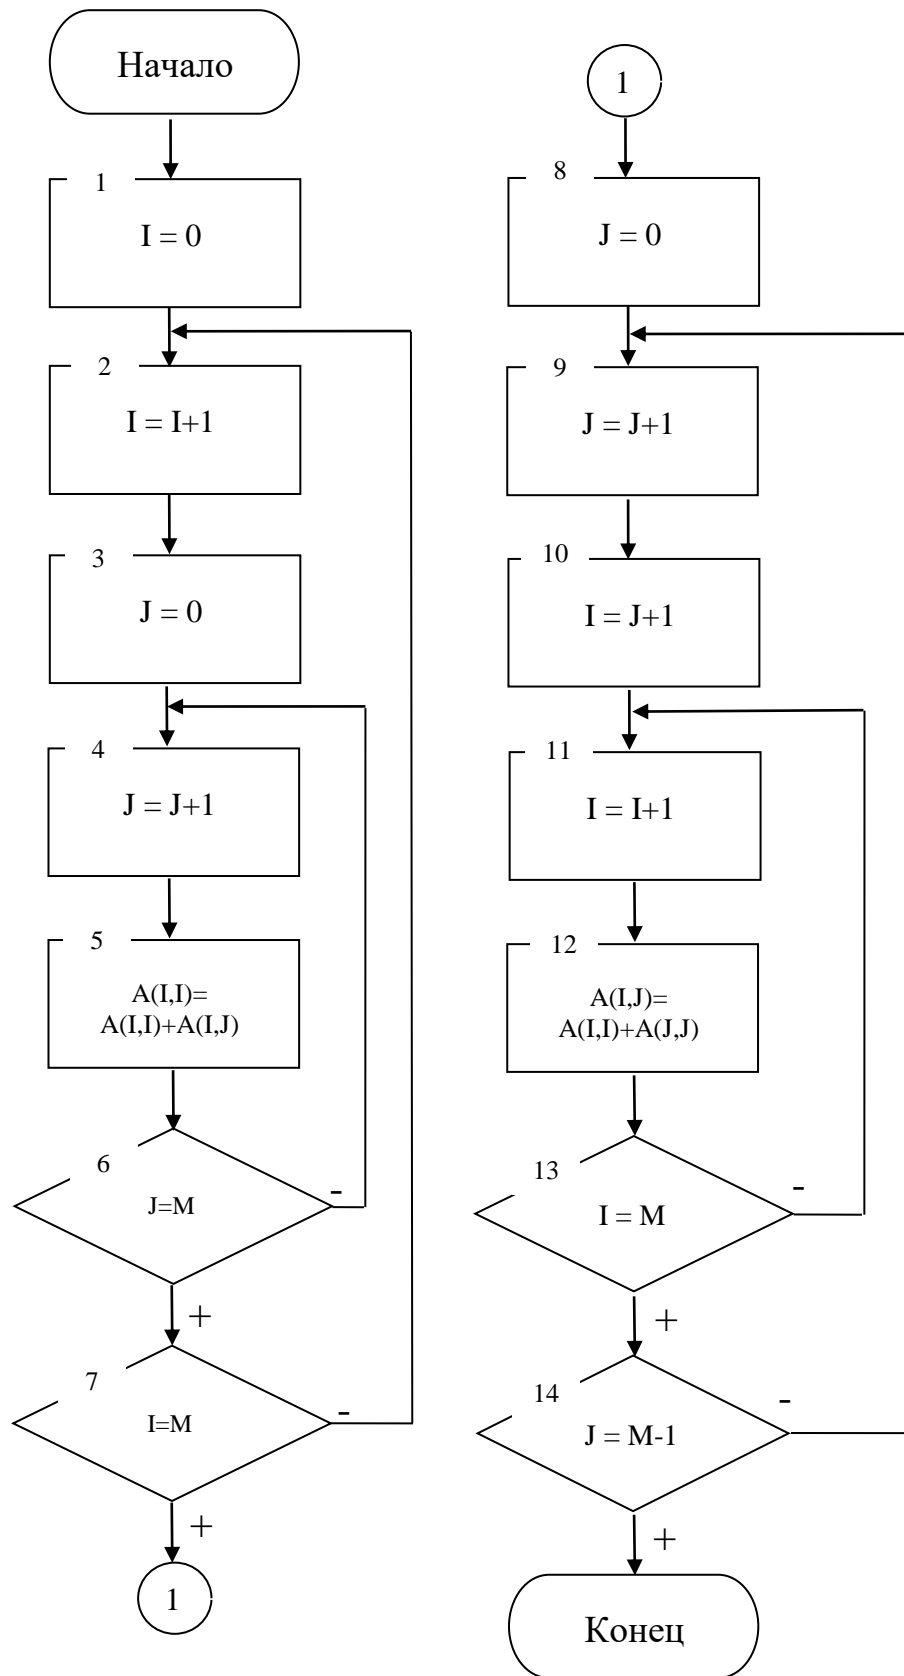 Начало
1
I = 0
2
I = I+1
3
J = 0
4
J = J+1
5
A(I,I)=
A(I,I)+A(I,J)
6
J=M
-
+
7
I=M
-
+
1
1
8
J = 0
9
J = J+1
10
I = J+1
11
I = I+1
12
A(I,J)=
A(I,I)+A(J,J)
13
I = M
-
+
14
J = M-1
-
+
Конец